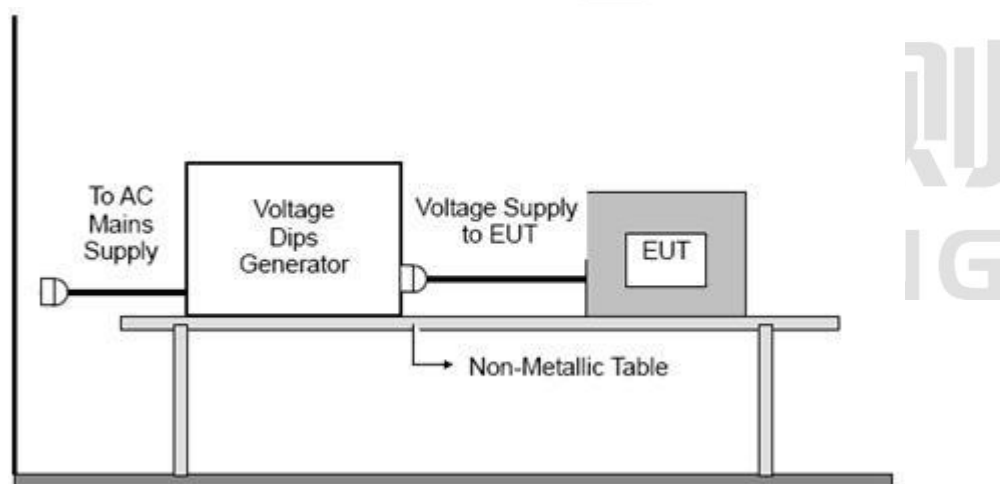 To AC
Mains
Supply
Voltage
Dips
Generator
Voltage Supply
to EUT
EUT
Non-Metallic Table